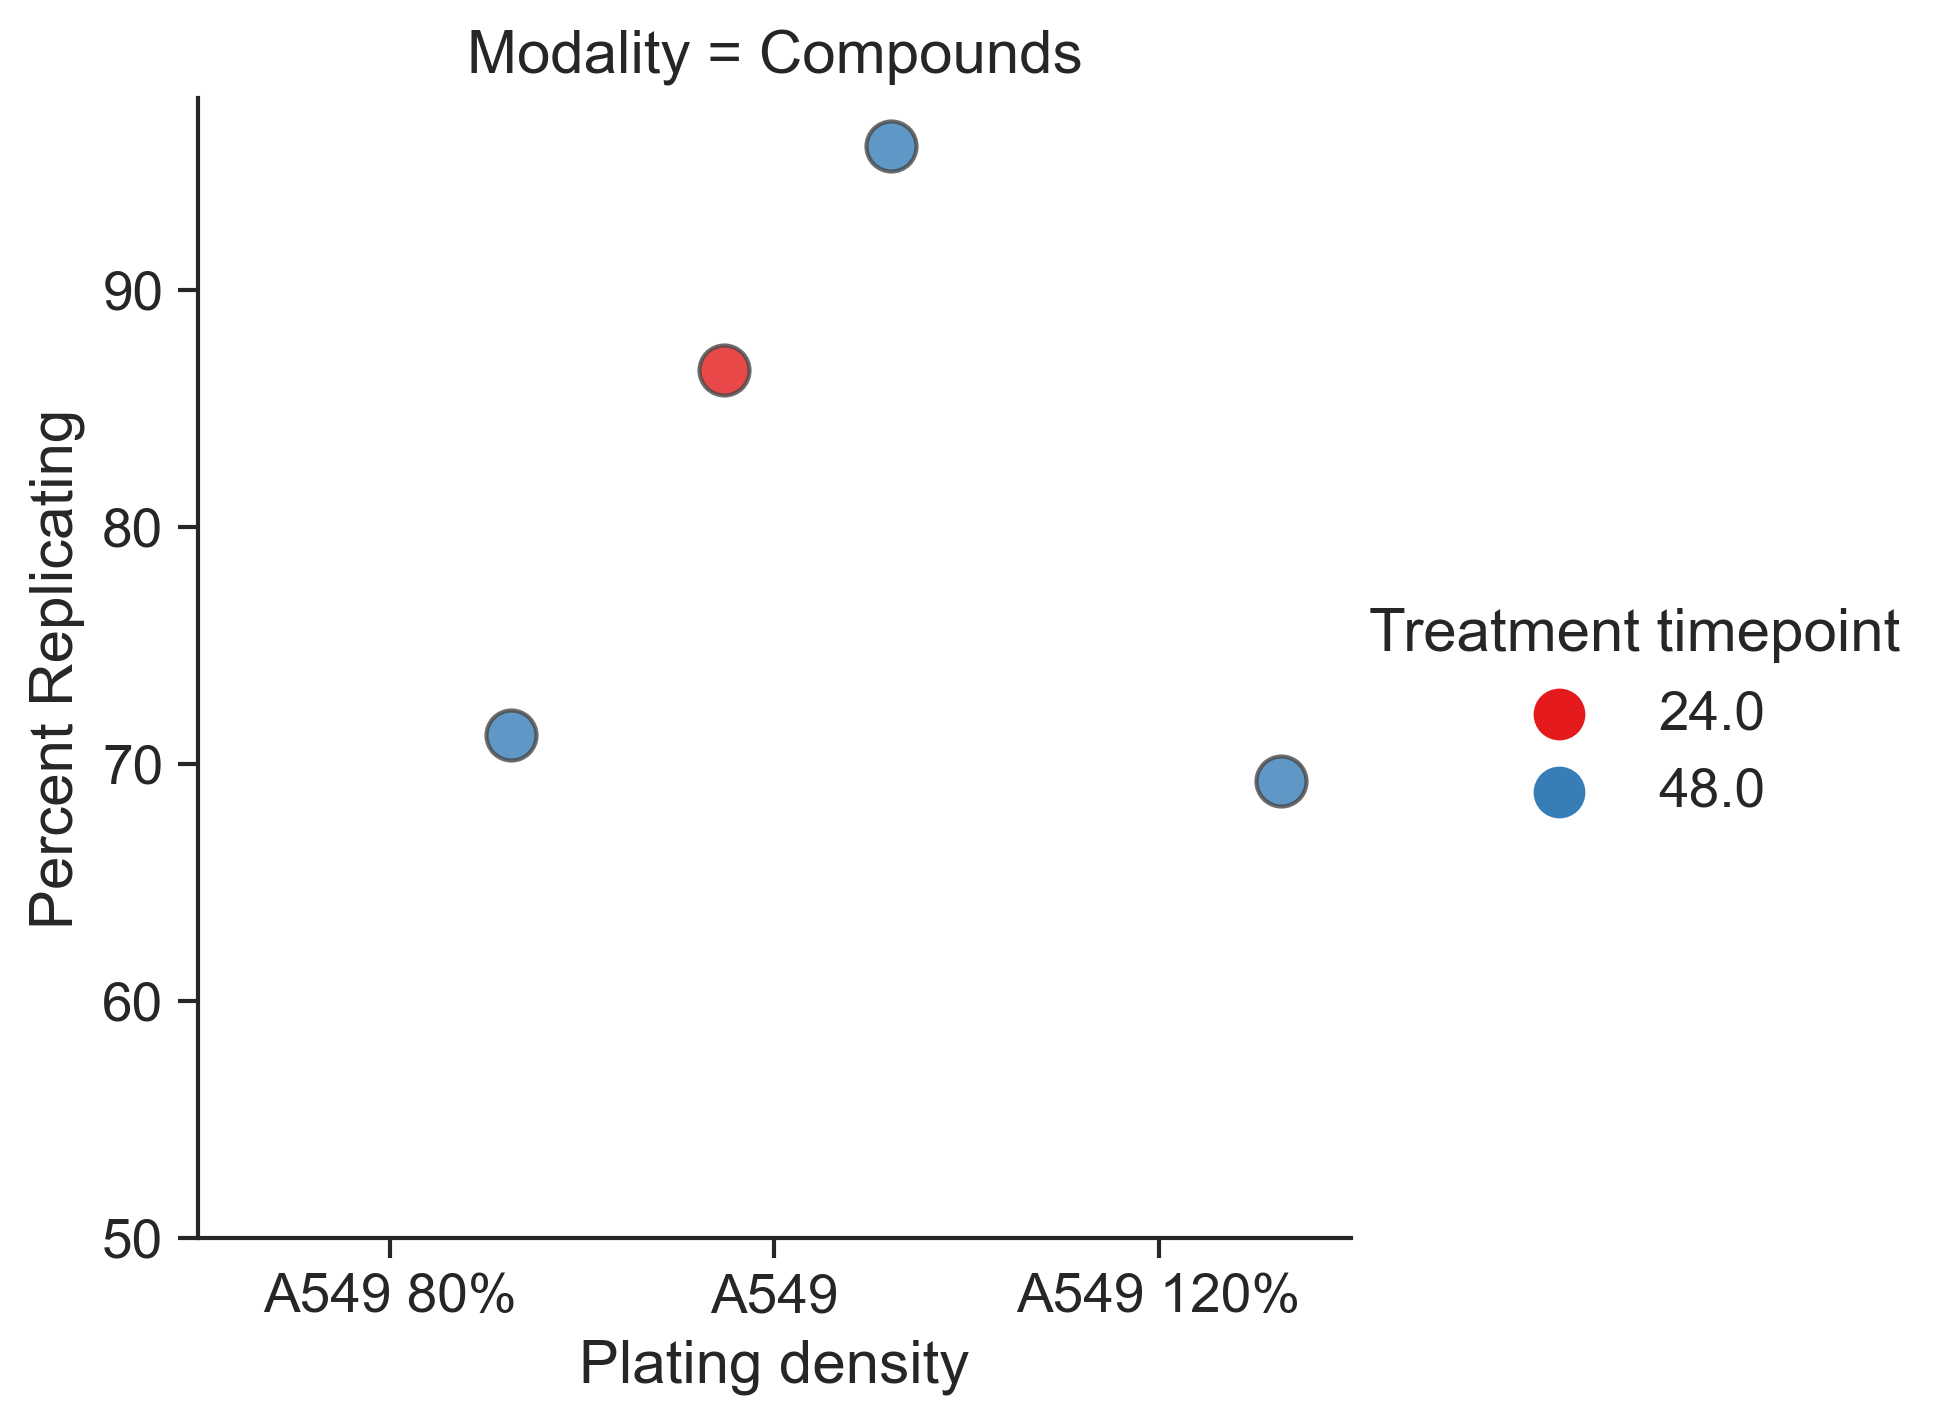 Modality = Compounds
Percent Replicating
90
80
70
60
50
A549 80%
A549
A549 120%
Plating density
Treatment timepoint
24.0
48.0